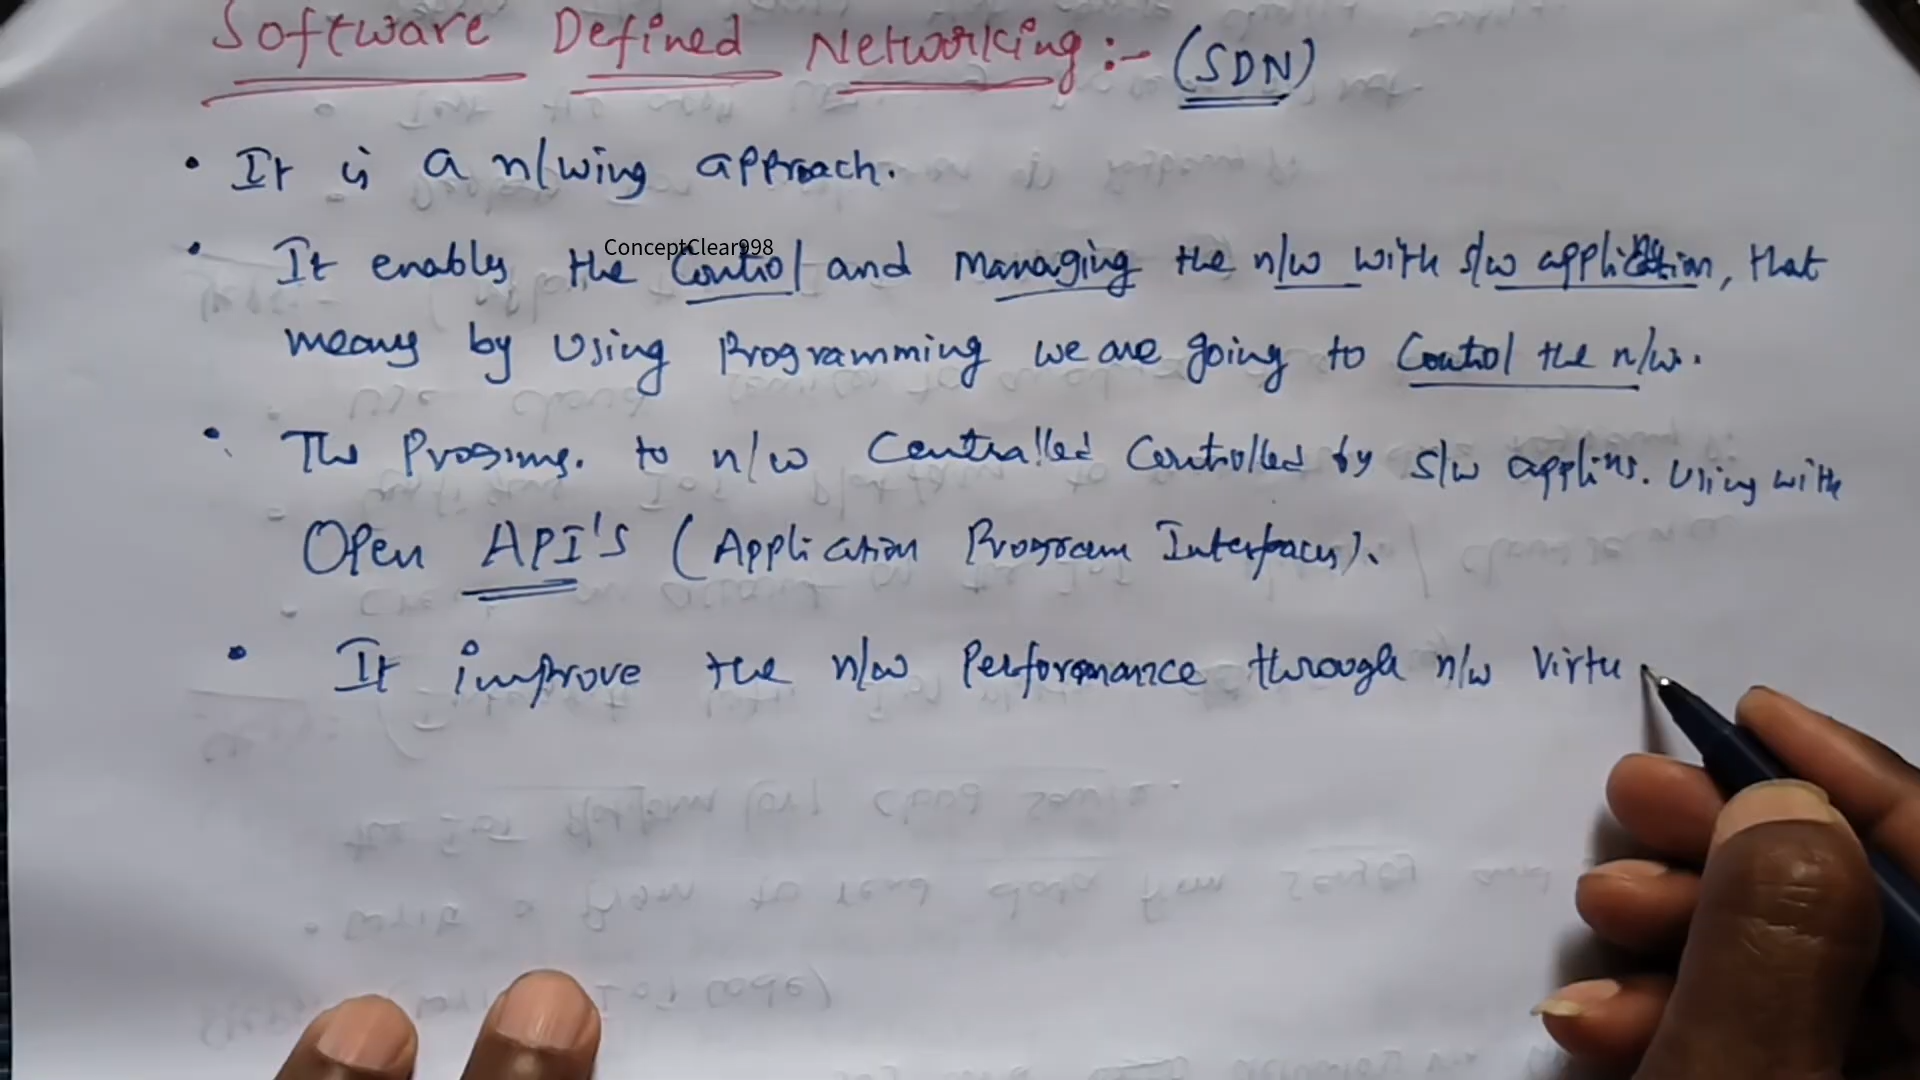 Software Defined Networking:- (SDN)
• It is a n/wing approach.
ConceptClear998
• It enables the Control and Managing the n/w with s/w application, that
means by using Programming we are going to Control the n/w.
• The to n/w Controlled by s/w applins. Using with
Open API's (Application Program Interfaces).
• It improve the n/w Performance through n/w Virtu